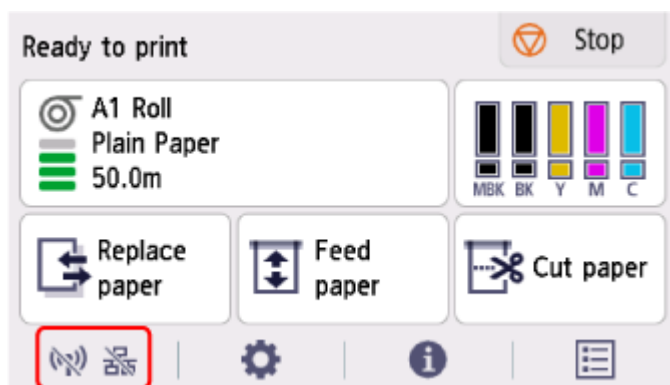 Ready to print
Stop
A1 Roll
Plain Paper
50.0m
MBK BK Y M C
Replace
paper
Feed
paper
Cut paper